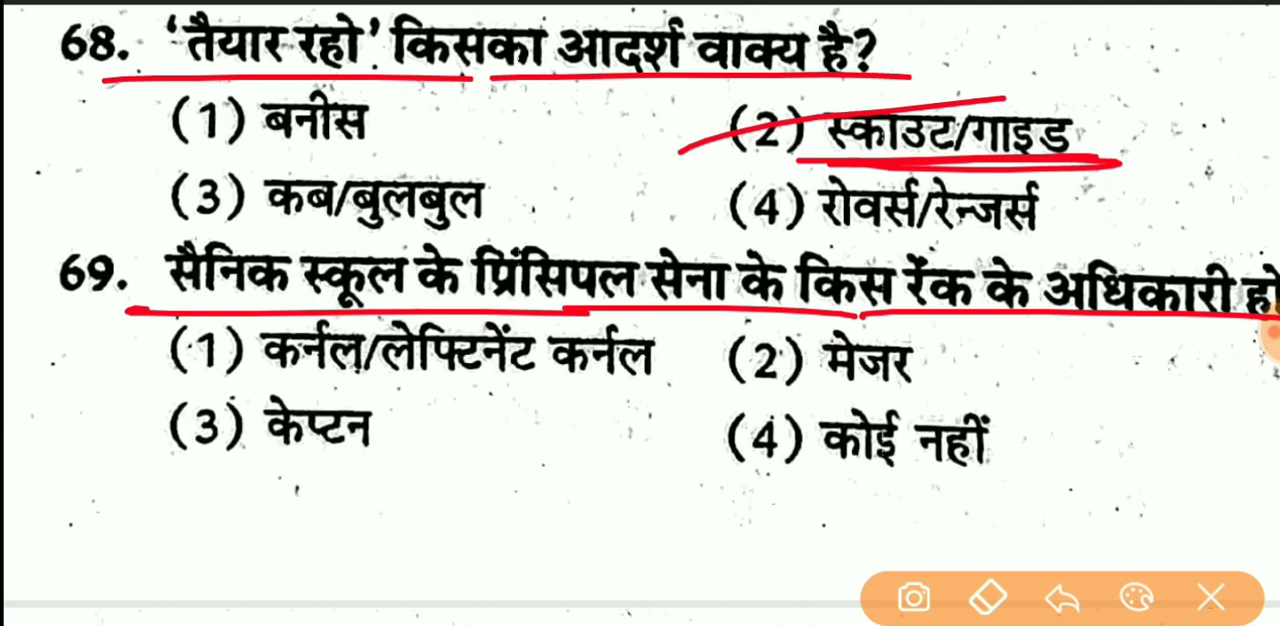 68. 'तैयार रहो' किसका आदर्श वाक्य है?
(1) बनीस (2) स्काउट/गाइड
(3) कब/बुलबुल (4) रोवर्स/रेन्जर्स
69. सैनिक स्कूल के प्रिंसिपल सेना के किस रेंक के अधिकारी हो
(1) कर्नल/लेफ्टिनेंट कर्नल (2) मेजर
(3) केप्टन (4) कोई नहीं